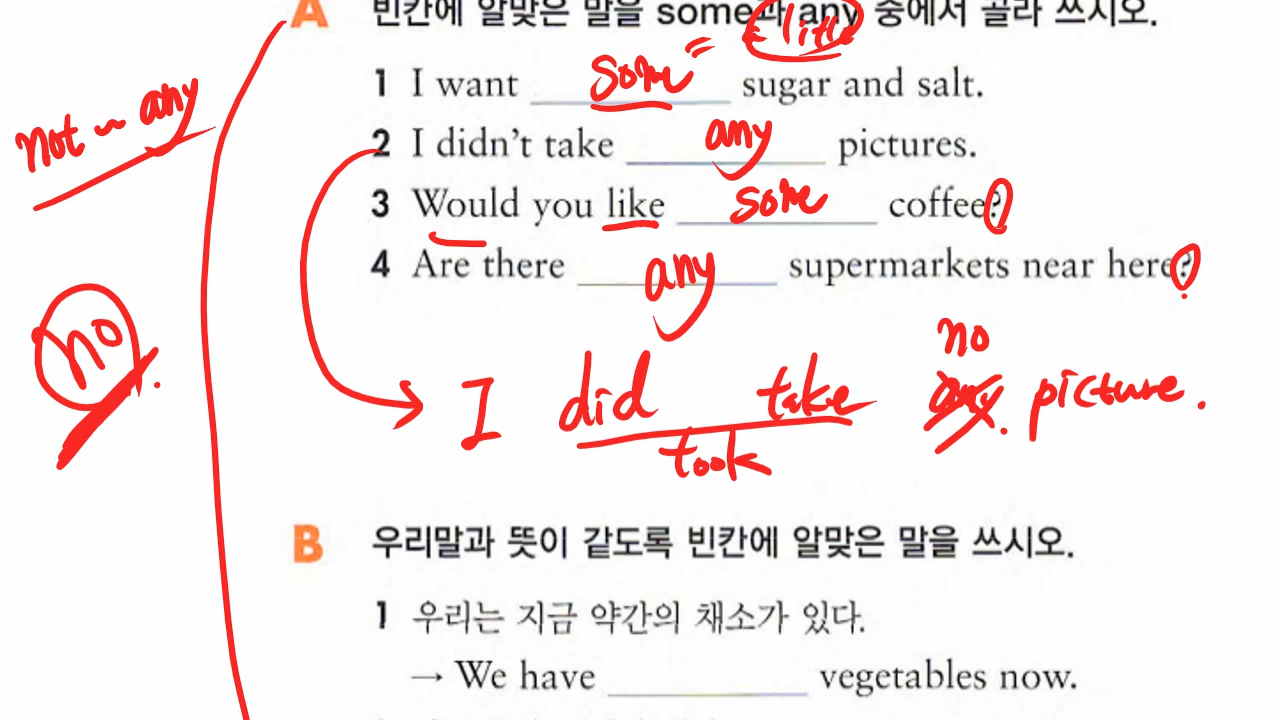 A 빈칸에 알맞은 말을 some과 any 중에서 골라 쓰시오.
a little
1 I want some = sugar and salt.
not ~ any
2 I didn't take any pictures.
3 Would you like some coffee?
4 Are there any supermarkets near here?
no.
no
I did take any. picture.
took
B 우리말과 뜻이 같도록 빈칸에 알맞은 말을 쓰시오.
1 우리는 지금 약간의 채소가 있다.
→ We have ________ vegetables now.